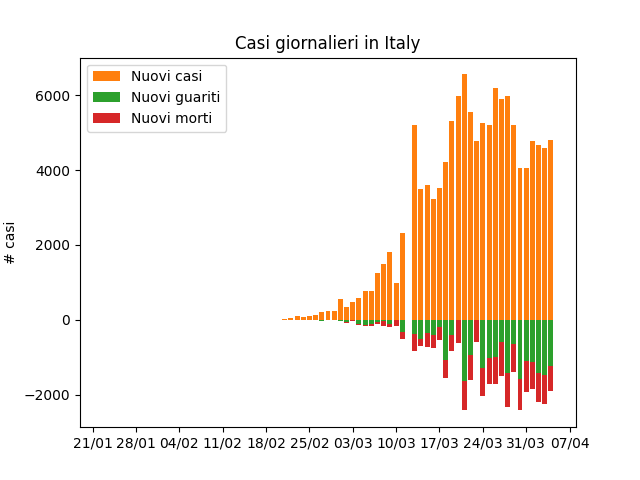 Casi giornalieri in Italy
Nuovi casi
Nuovi guariti
Nuovi morti
# casi
6000
4000
2000
0
−2000
21/01 28/01 04/02 11/02 18/02 25/02 03/03 10/03 17/03 24/03 31/03 07/04